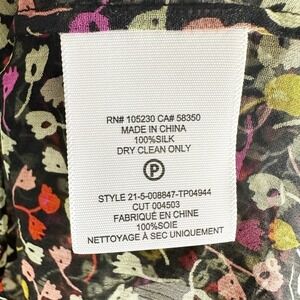 RN# 105230 CA# 58350
MADE IN CHINA
100%SILK
DRY CLEAN ONLY
P
STYLE 21-5-008847-TP04944
CUT 004503
FABRIQUÉ EN CHINE
100%SOIE
NETTOYAGE À SEC UNIQUEMENT